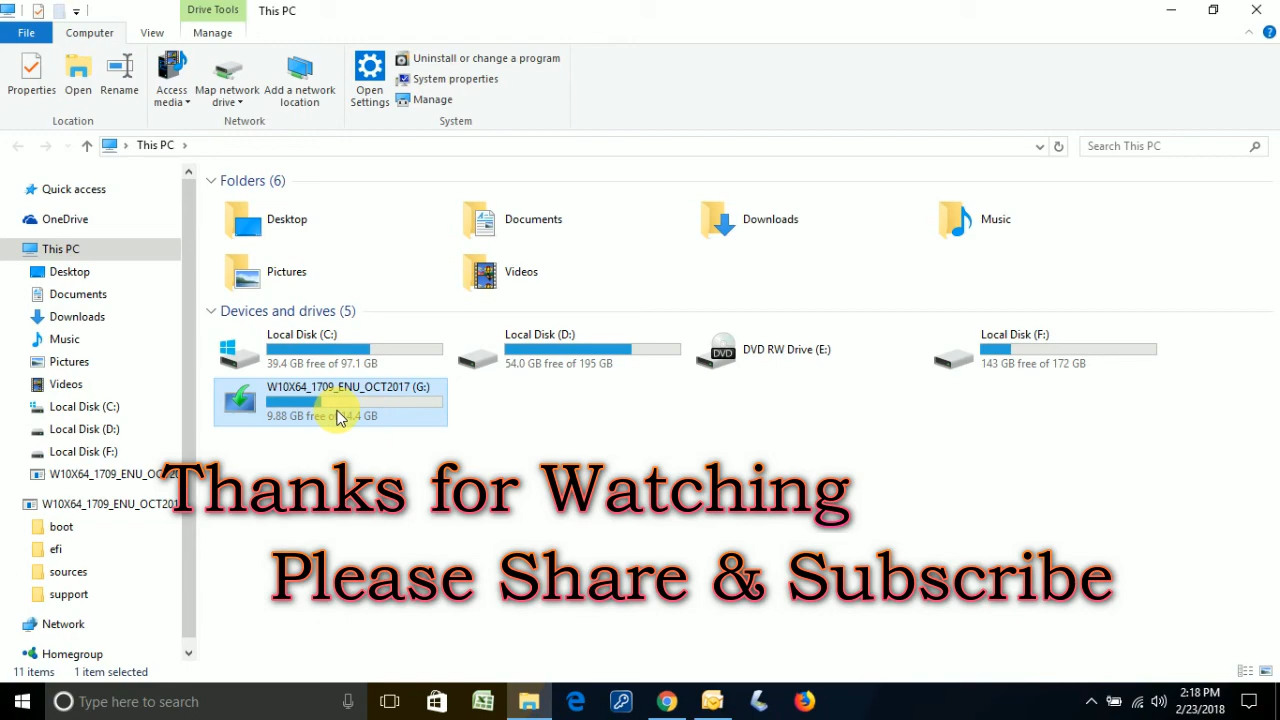 Drive Tools
This PC
File
Computer
View
Manage
Properties
Open
Rename
Access media
Map network drive
Add a network location
Open Settings
Uninstall or change a program
System properties
Manage
Location
Network
System
This PC
Search This PC
Quick access
OneDrive
This PC
Desktop
Documents
Downloads
Music
Pictures
Videos
Local Disk (C:)
Local Disk (D:)
Local Disk (F:)
W10X64_1709_ENU_OC
W10X64_1709_ENU_OCT201
boot
efi
sources
support
Network
Homegroup
Folders (6)
Desktop
Documents
Downloads
Music
Pictures
Videos
Devices and drives (5)
Local Disk (C:)
39.4 GB free of 97.1 GB
Local Disk (D:)
54.0 GB free of 195 GB
DVD
DVD RW Drive (E:)
Local Disk (F:)
143 GB free of 172 GB
W10X64_1709_ENU_OCT2017 (G:)
9.88 GB free of 14.4 GB
Thanks for Watching
Please Share & Subscribe
11 items
1 item selected
Type here to search
2:18 PM
2/23/2018